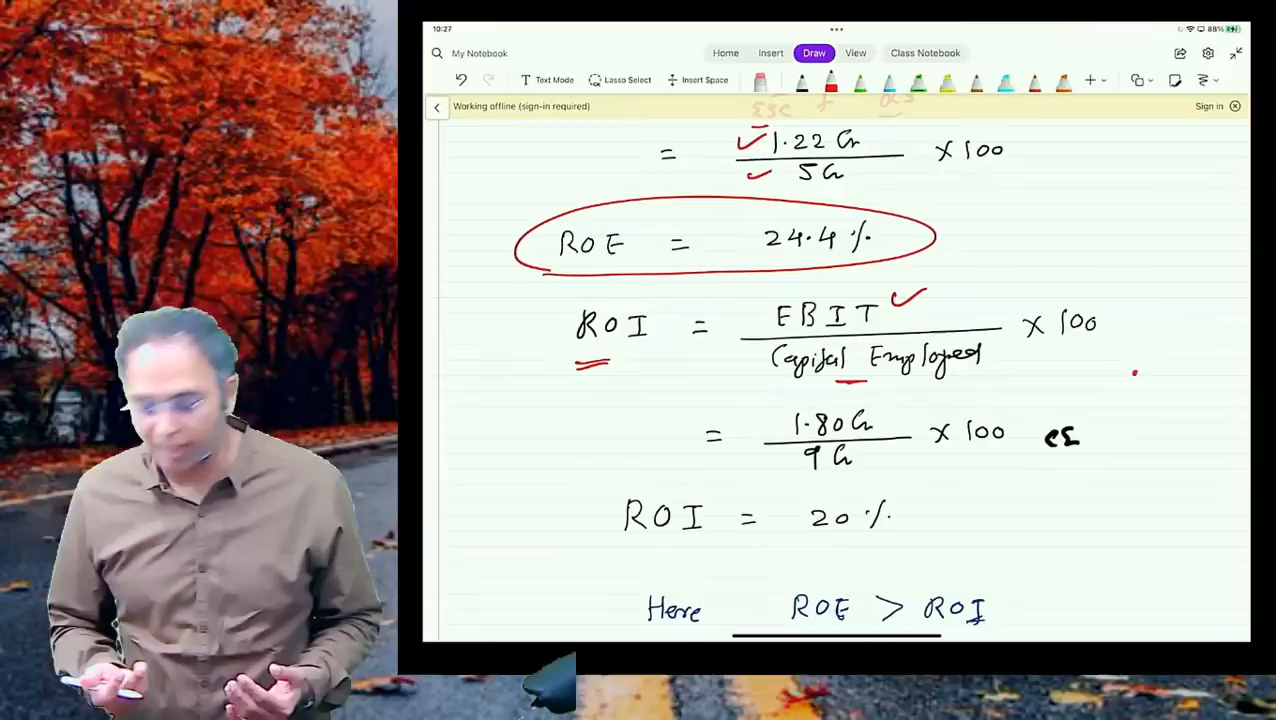 10:27
88%
My Notebook
Home Insert Draw View Class Notebook
Text Mode Lasso Select Insert Space
Working offline (sign-in required)
Sign in
= 1.22 Cr
5 Cr
× 100
ROE = 24.4 %
ROI = EBIT
Capital Employed
× 100
= 1.80 Cr
9 Cr
× 100
CE
ROI = 20 %
Here ROE > ROI